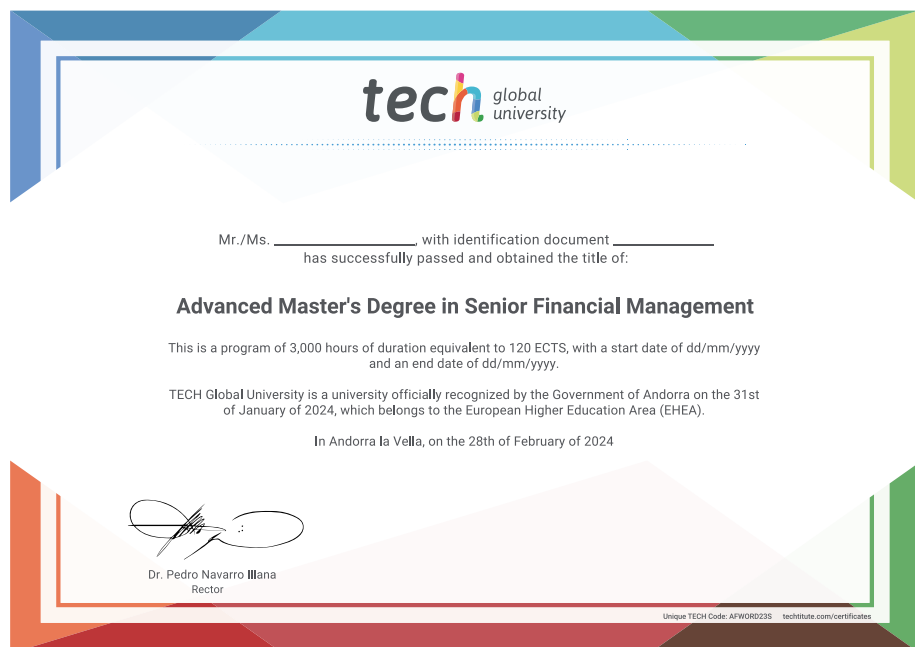 tech global
university
Mr./Ms. ____________, with identification document ____________
has successfully passed and obtained the title of:
Advanced Master's Degree in Senior Financial Management
This is a program of 3,000 hours of duration equivalent to 120 ECTS, with a start date of dd/mm/yyyy
and an end date of dd/mm/yyyy.
TECH Global University is a university officially recognized by the Government of Andorra on the 31st
of January of 2024, which belongs to the European Higher Education Area (EHEA).
In Andorra la Vella, on the 28th of February of 2024
Dr. Pedro Navarro Illana
Rector
Unique TECH Code: AFWORD23S techtitute.com/certificates